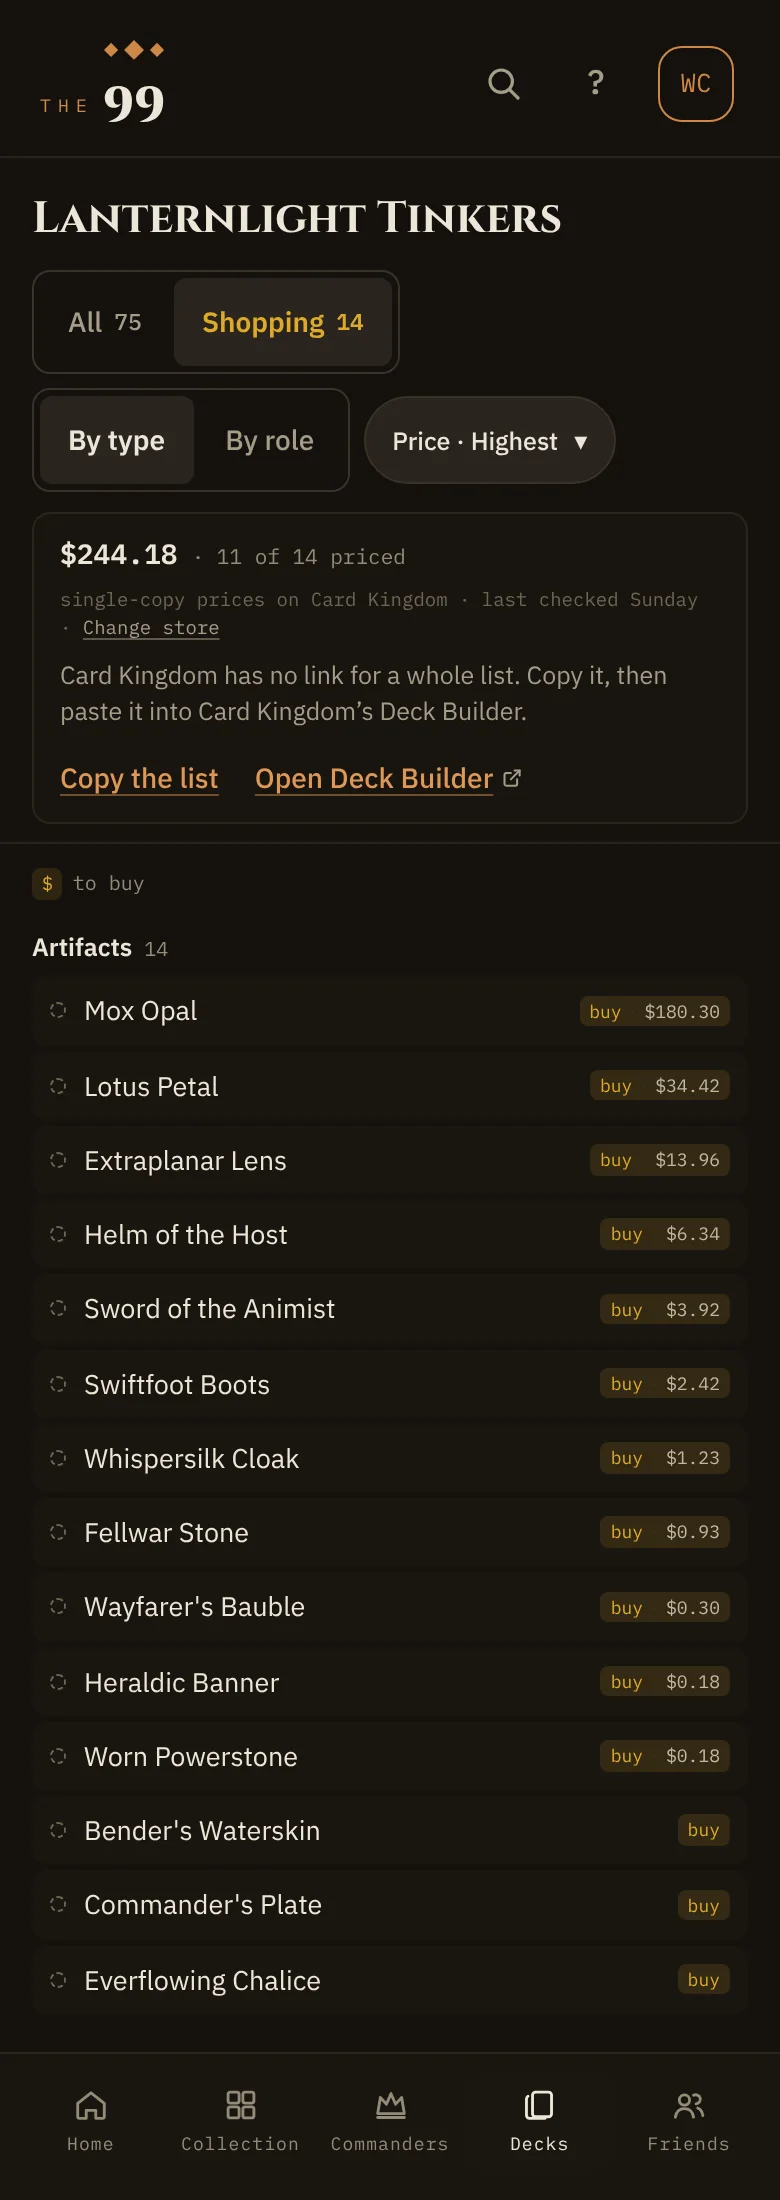 THE 99
?
WC
Lanternlight Tinkers
All 75
Shopping 14
By type
By role
Price · Highest ▼
$244.18 · 11 of 14 priced
single-copy prices on Card Kingdom · last checked Sunday
· Change store
Card Kingdom has no link for a whole list. Copy it, then
paste it into Card Kingdom’s Deck Builder.
Copy the list
Open Deck Builder
$ to buy
Artifacts 14
Mox Opal buy $180.30
Lotus Petal buy $34.42
Extraplanar Lens buy $13.96
Helm of the Host buy $6.34
Sword of the Animist buy $3.92
Swiftfoot Boots buy $2.42
Whispersilk Cloak buy $1.23
Fellwar Stone buy $0.93
Wayfarer's Bauble buy $0.30
Heraldic Banner buy $0.18
Worn Powerstone buy $0.18
Bender's Waterskin buy
Commander's Plate buy
Everflowing Chalice buy
Home
Collection
Commanders
Decks
Friends